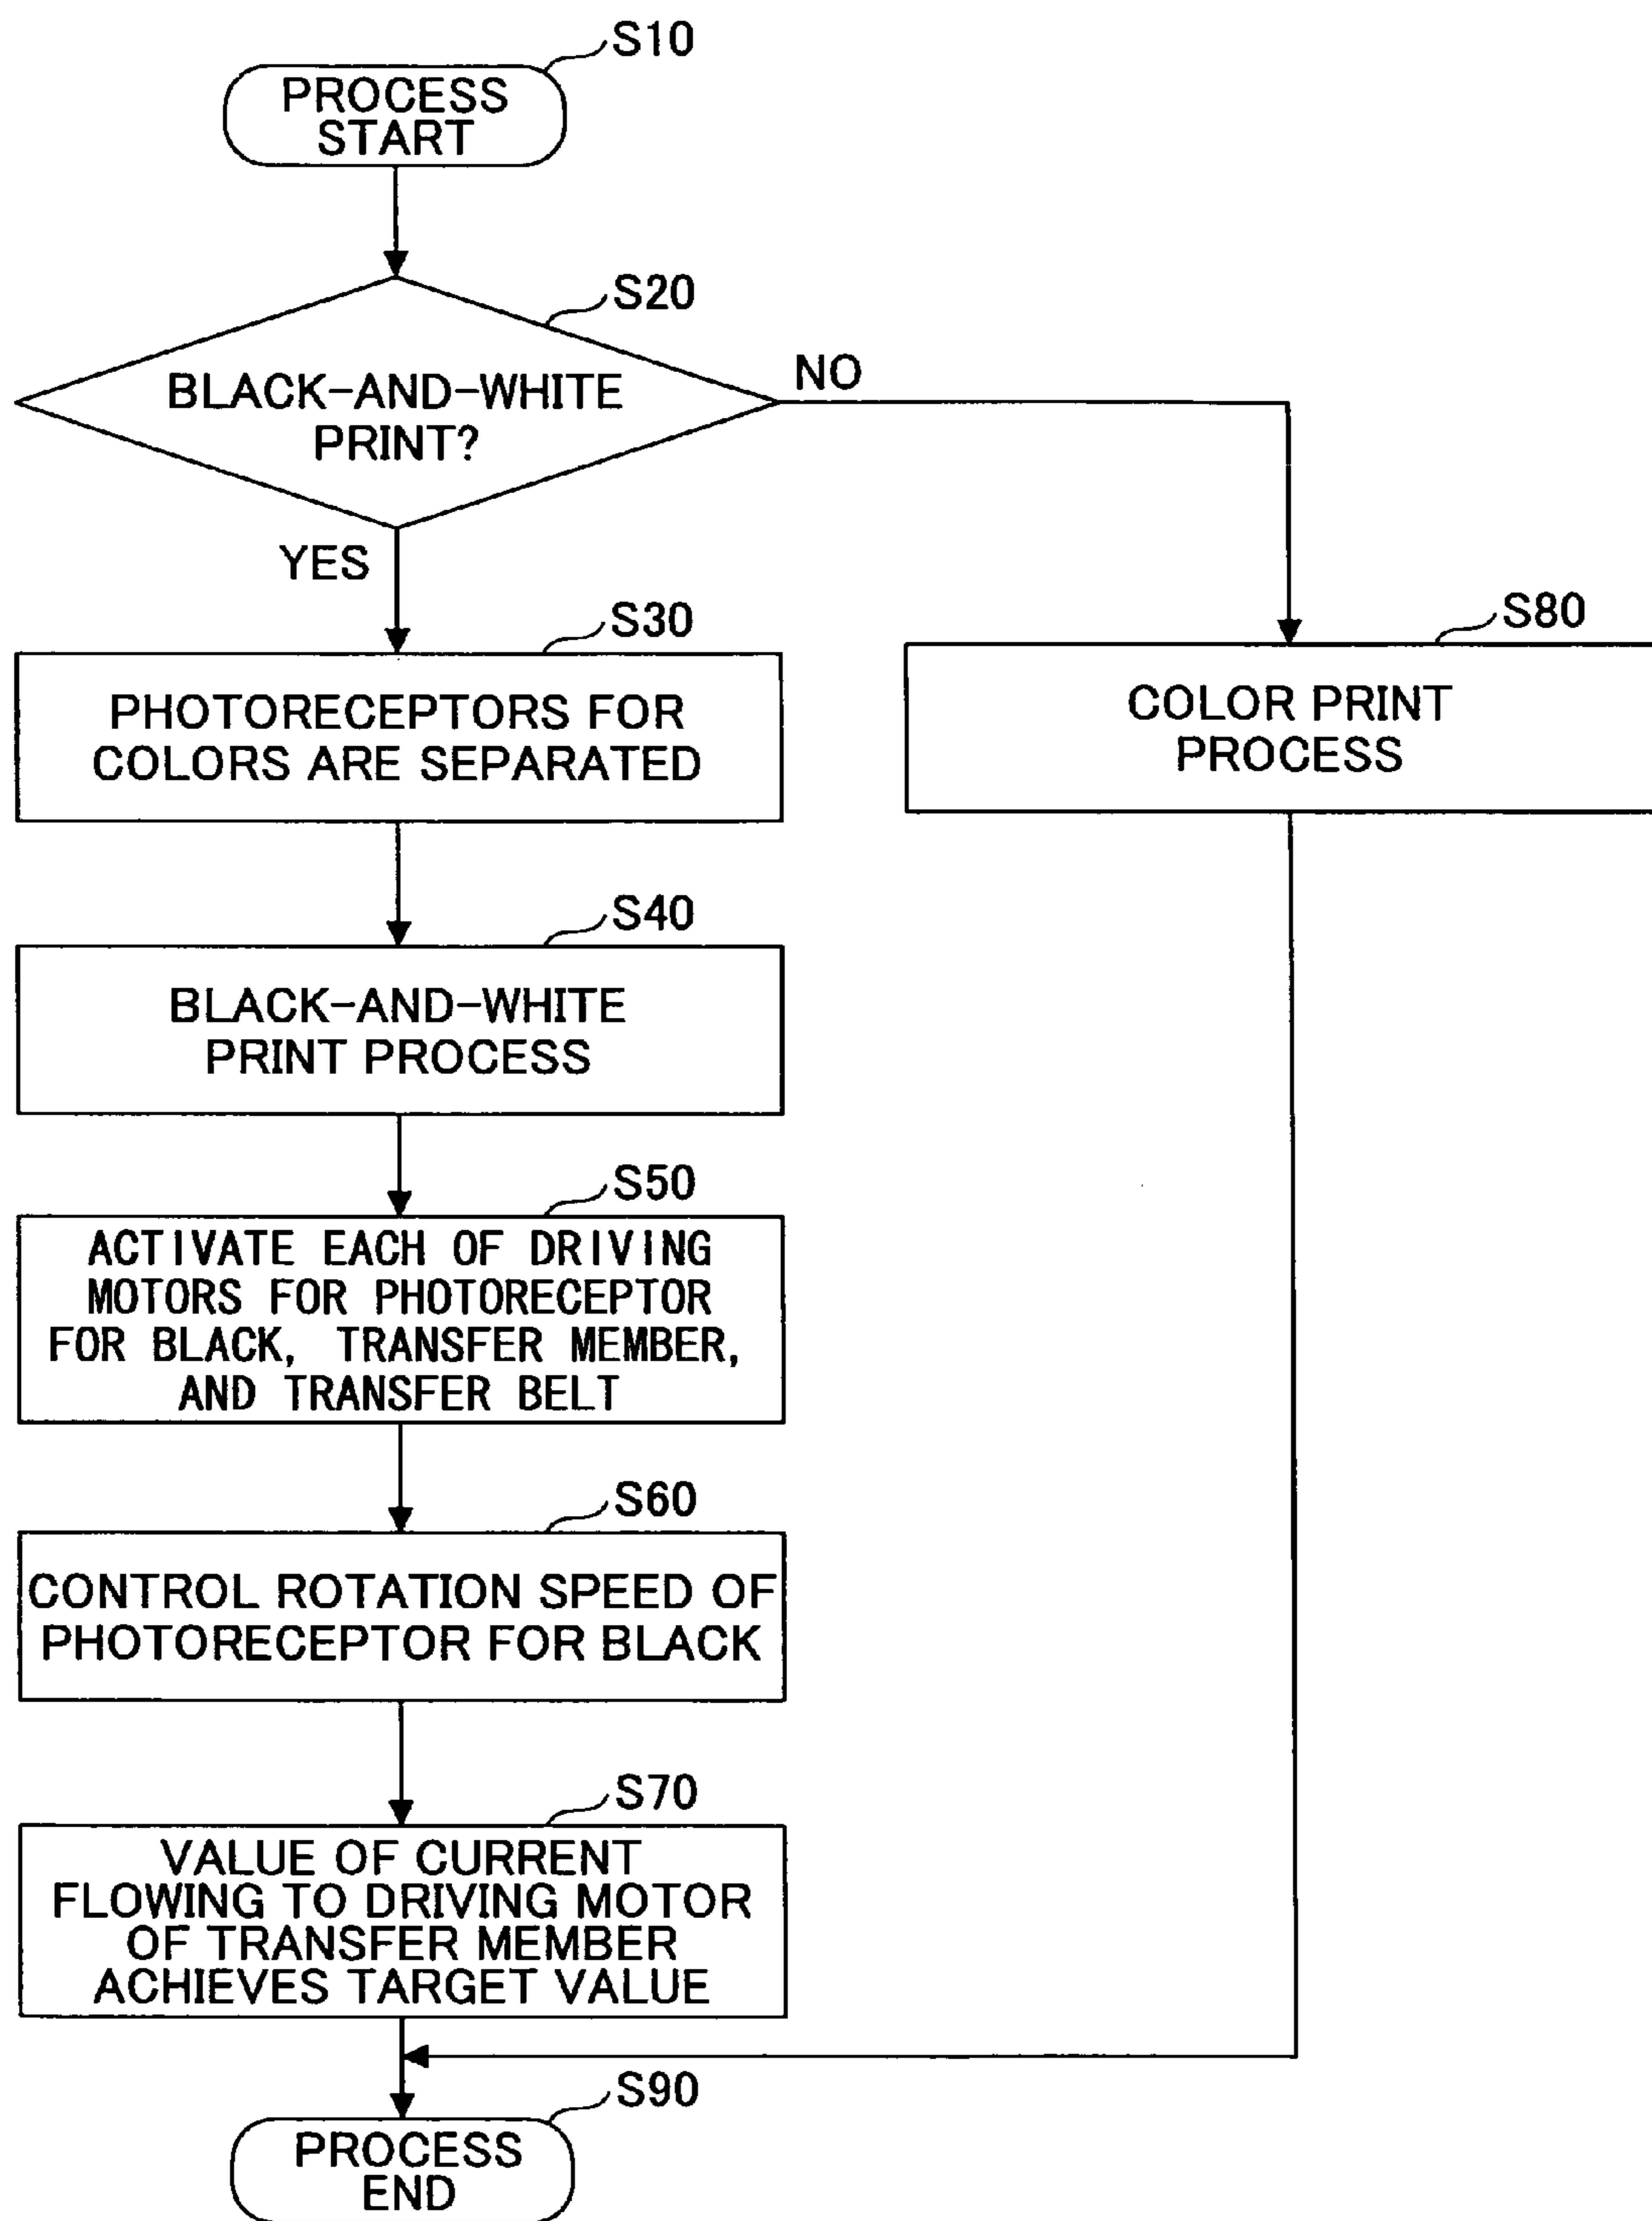 S10
PROCESS
START
S20
BLACK-AND-WHITE
PRINT?
NO
YES
S30
PHOTORECEPTORS FOR
COLORS ARE SEPARATED
S80
COLOR PRINT
PROCESS
S40
BLACK-AND-WHITE
PRINT PROCESS
S50
ACTIVATE EACH OF DRIVING
MOTORS FOR PHOTORECEPTOR
FOR BLACK, TRANSFER MEMBER,
AND TRANSFER BELT
S60
CONTROL ROTATION SPEED OF
PHOTORECEPTOR FOR BLACK
S70
VALUE OF CURRENT
FLOWING TO DRIVING MOTOR
OF TRANSFER MEMBER
ACHIEVES TARGET VALUE
S90
PROCESS
END